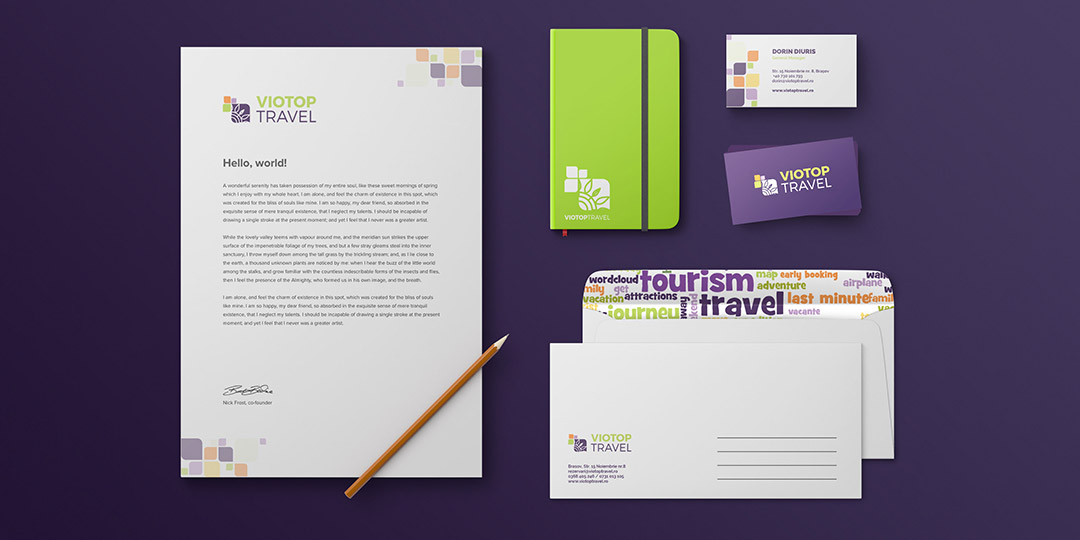 VIOTOP
TRAVEL
Hello, world!
A wonderful serenity has taken possession of my entire soul, like these sweet mornings of spring
which I enjoy with my whole heart. I am alone, and feel the charm of existence in this spot, which
was created for the bliss of souls like mine. I am so happy, my dear friend, so absorbed in the
exquisite sense of mere tranquil existence, that I neglect my talents. I should be incapable of
drawing a single stroke at the present moment; and yet I feel that I never was a greater artist.
While the lovely valley teems with vapour around me, and the meridian sun strikes the upper
surface of the impenetrable foliage of my trees, and but a few stray gleams steal into the inner
sanctuary, I throw myself down among the tall grass by the trickling stream; and, as I lie close to
the earth, a thousand unknown plants are noticed by me: when I hear the buzz of the little world
among the stalks, and grow familiar with the countless indescribable forms of the insects and flies,
then I feel the presence of the Almighty, who formed us in his own image, and the breath.
I am alone, and feel the charm of existence in this spot, which was created for the bliss of souls
like mine. I am so happy, my dear friend, so absorbed in the exquisite sense of mere tranquil
existence, that I neglect my talents. I should be incapable of drawing a single stroke at the present
moment; and yet I feel that I never was a greater artist.
Nick Frost, co-founder
VIOTOPTRAVEL
DORIN DIURIS
General Manager
Str. 15 Noiembrie nr. 8, Brasov
+40 732 201 793
dorin@viotoptravel.ro
www.viotoptravel.ro
VIOTOP
TRAVEL
wordcloud tourism map early booking
get adventure airplane
vacation attractions travel last minute
journey way vacante
VIOTOP
TRAVEL
Brasov, Str. 15 Noiembrie nr.8
rezervari@viotoptravel.ro
www.viotoptravel.ro